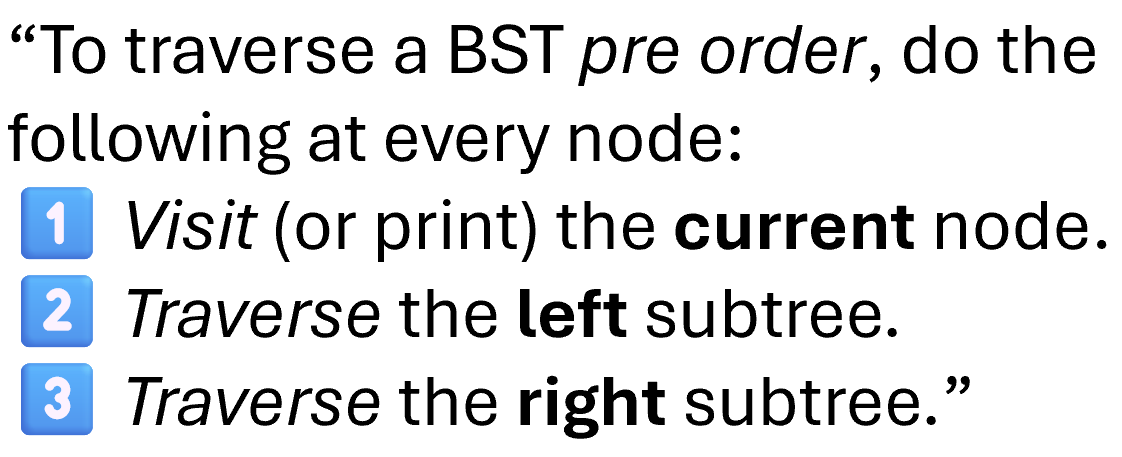 “To traverse a BST pre order, do the
following at every node:
1 Visit (or print) the current node.
2 Traverse the left subtree.
3 Traverse the right subtree.”